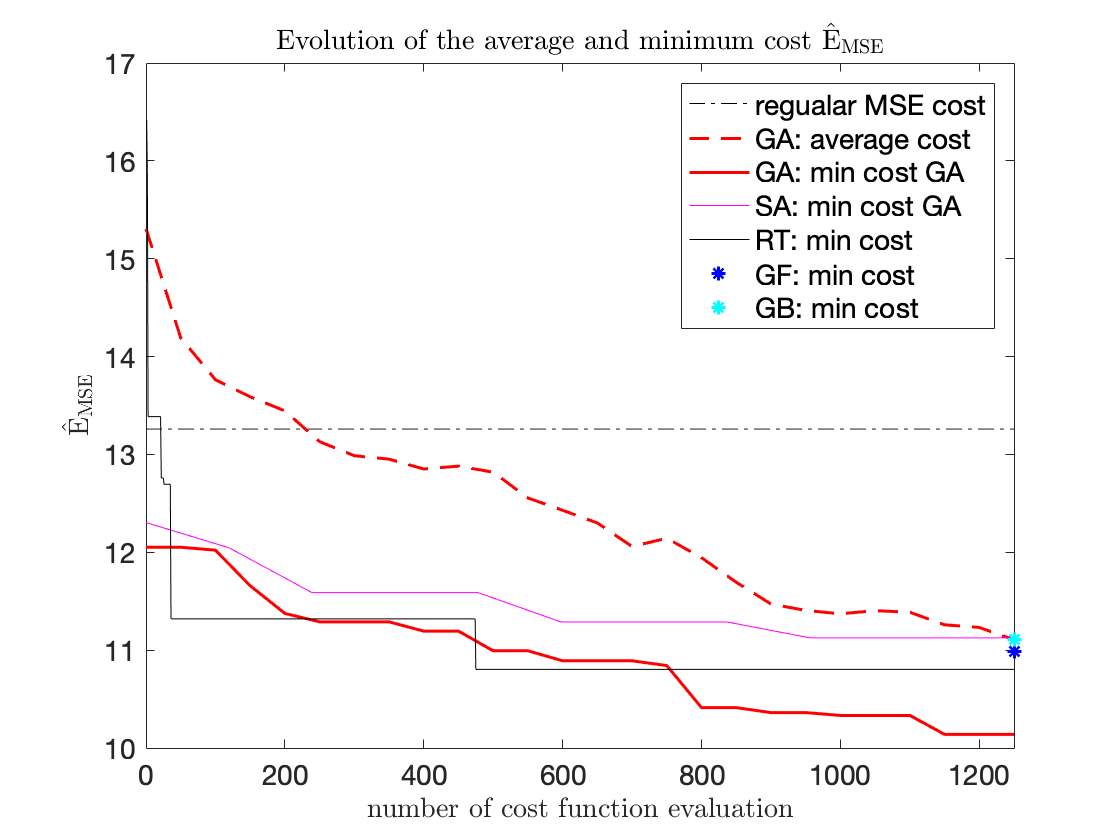 Evolution of the average and minimum cost Ê_MSE
17
16
15
14
13
12
11
10
Ê_MSE
regualar MSE cost
GA: average cost
GA: min cost GA
SA: min cost GA
RT: min cost
GF: min cost
GB: min cost
0 200 400 600 800 1000 1200
number of cost function evaluation